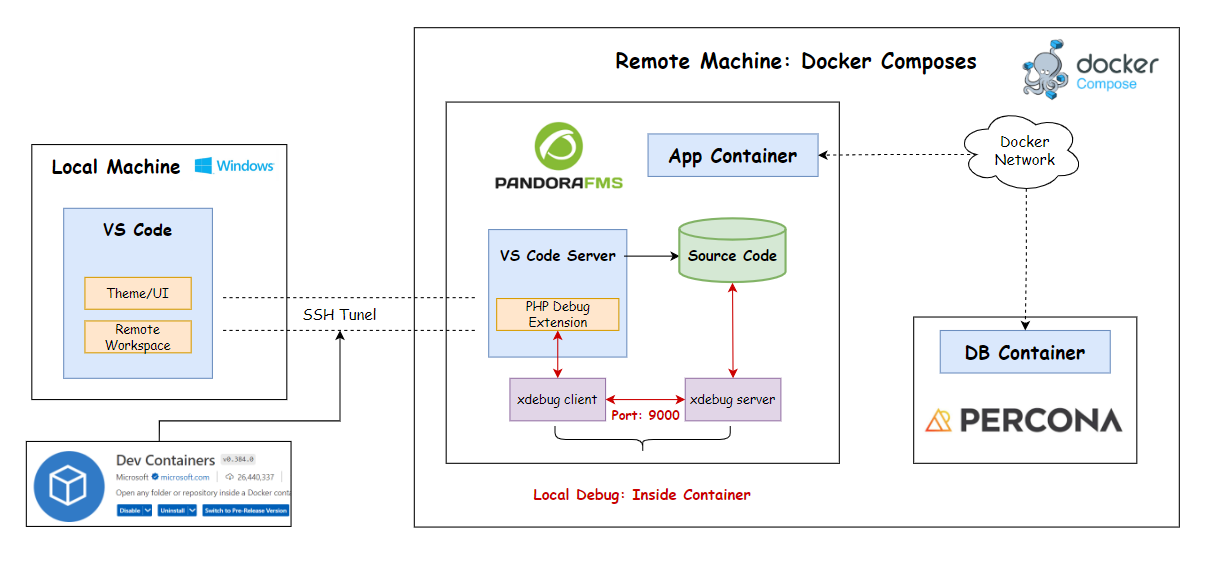 Remote Machine: Docker Composes
docker
Compose
Local Machine
Windows
VS Code
Theme/UI
Remote
Workspace
SSH Tunel
Dev Containers v0.384.0
Microsoft microsoft.com 26,440,337
Open any folder or repository inside a Docker
Disable
Uninstall
Switch to Pre-Release Version
PANDORAFMS
App Container
VS Code Server
PHP Debug
Extension
Source Code
xdebug client
Port: 9000
xdebug server
Local Debug: Inside Container
Docker
Network
DB Container
PERCONA